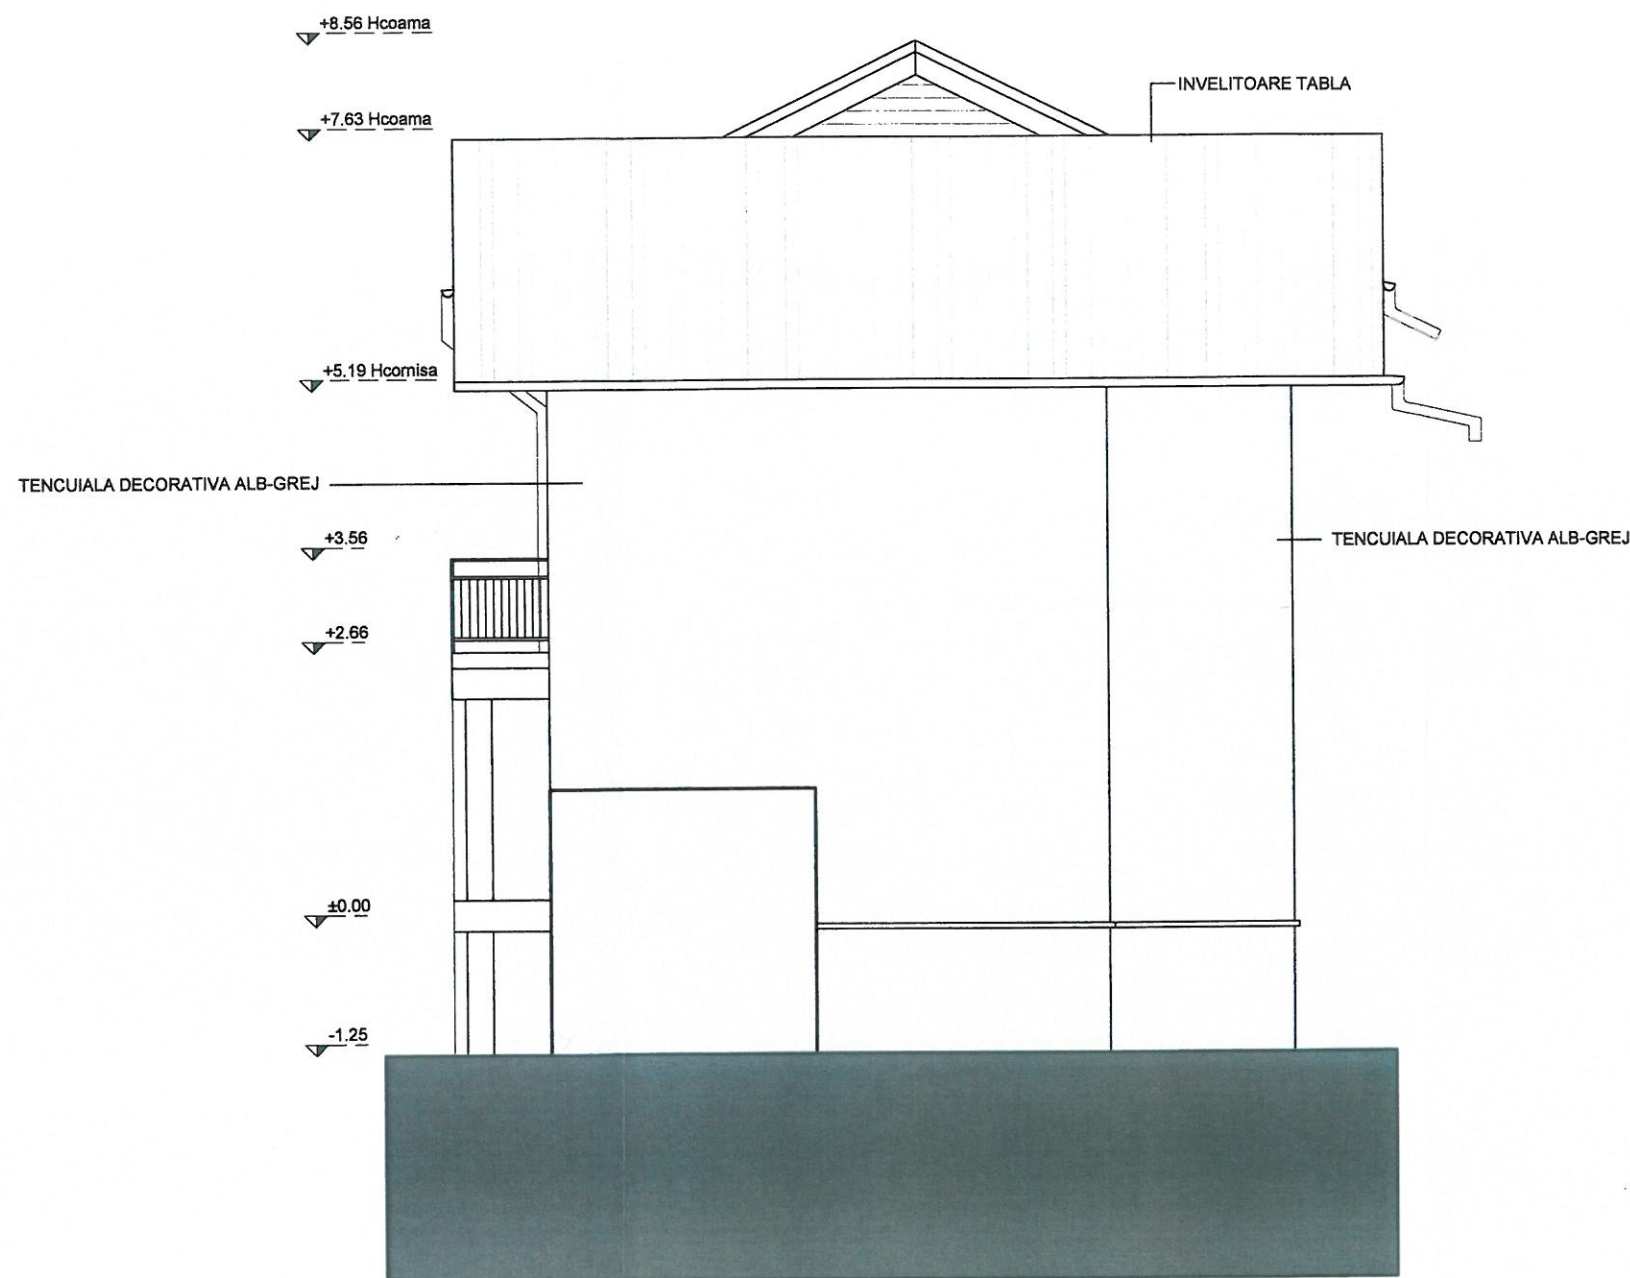 +8.56 Hcoama
INVELITOARE TABLA
+7.63 Hcoama
+5.19 Hcornisa
TENCUIALA DECORATIVA ALB-GREJ
+3.56
TENCUIALA DECORATIVA ALB-GREJ
+2.66
±0.00
-1.25